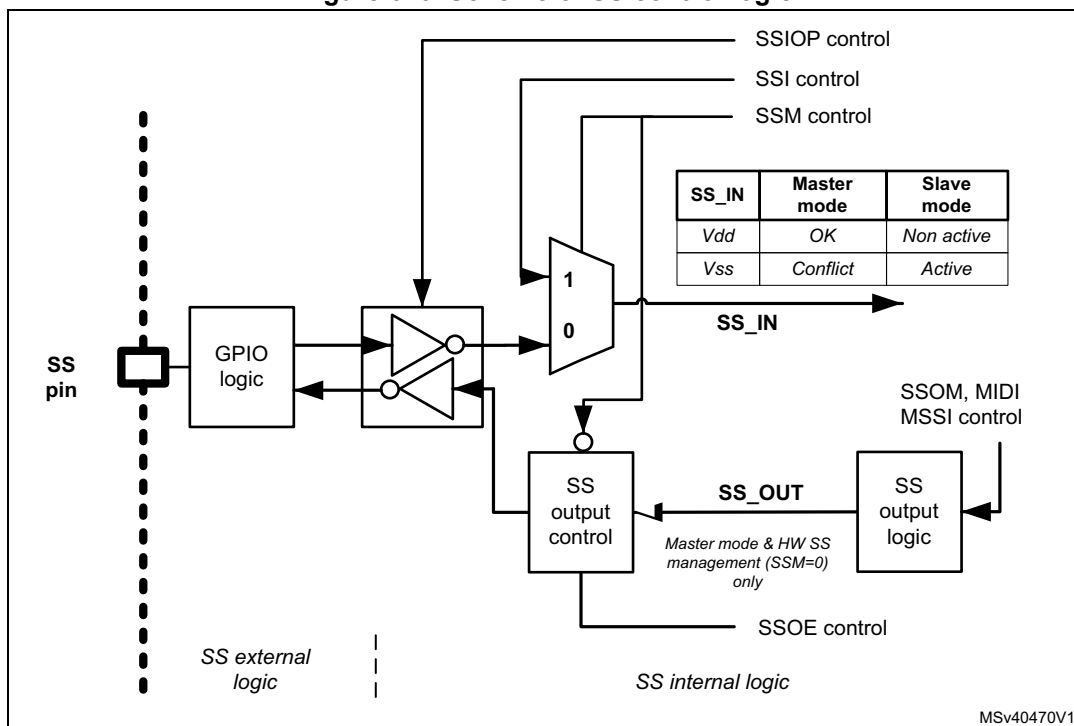 SSIOP control
SSI control
SSM control
SS_IN Master mode Slave mode
Vdd OK Non active
Vss Conflict Active
1
0
SS_IN
SS
pin
GPIO
logic
SSOM, MIDI
MSSI control
SS
output
control
SS_OUT
SS
output
logic
Master mode & HW SS
management (SSM=0)
only
SSOE control
SS external
logic
SS internal logic
MSv40470V1